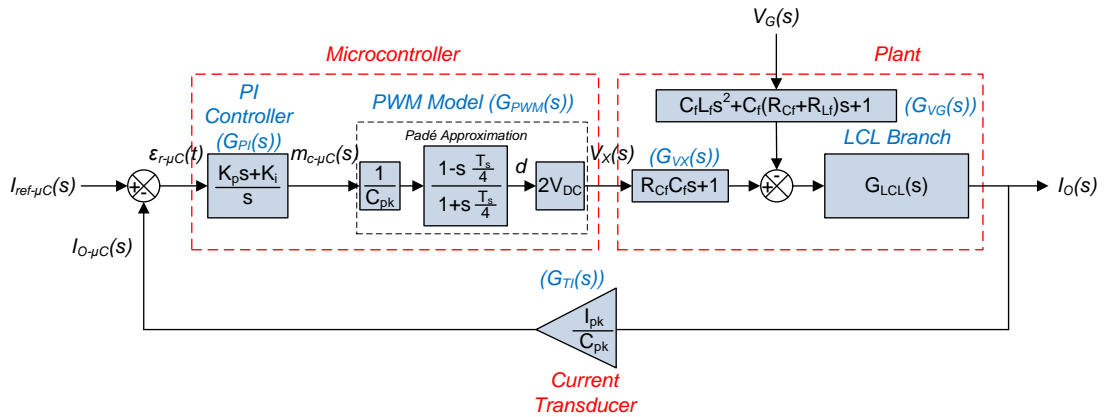 V_G(s)
Microcontroller
Plant
PI
Controller
(G_PI(s))
PWM Model (G_PWM(s))
Padé Approximation
C_fL_fs²+C_f(R_Cf+R_Lf)s+1
(G_VG(s))
LCL Branch
ε_r-μC(t)
m_c-μC(s)
d
V_X(s)
(G_VX(s))
I_ref-μC(s)
+
-
K_ps+K_i
s
1
C_pk
1-s T_s
4
1+s T_s
4
2V_DC
R_CfC_fs+1
-
+
G_LCL(s)
I_O(s)
I_O-μC(s)
(G_TI(s))
I_pk
C_pk
Current
Transducer